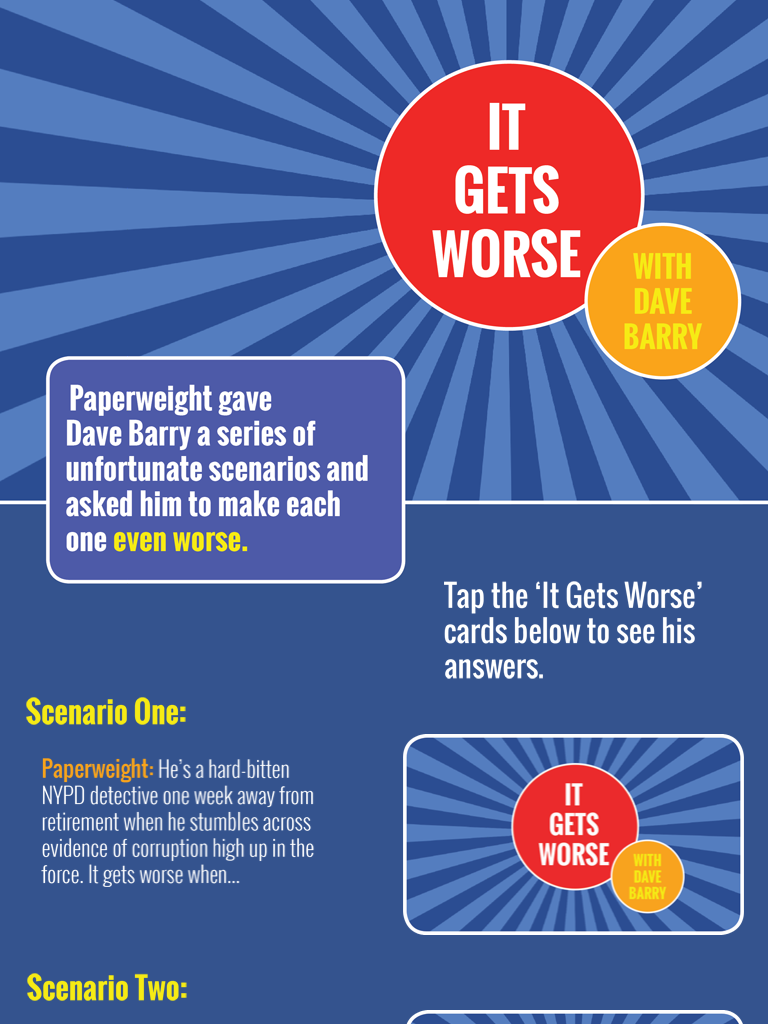 IT
GETS
WORSE
WITH
DAVE
BARRY
Paperweight gave
Dave Barry a series of
unfortunate scenarios and
asked him to make each
one even worse.
Tap the ‘It Gets Worse’
cards below to see his
answers.
Scenario One:
Paperweight: He’s a hard-bitten
NYPD detective one week away from
retirement when he stumbles across
evidence of corruption high up in the
force. It gets worse when...
IT
GETS
WORSE
WITH
DAVE
BARRY
Scenario Two: